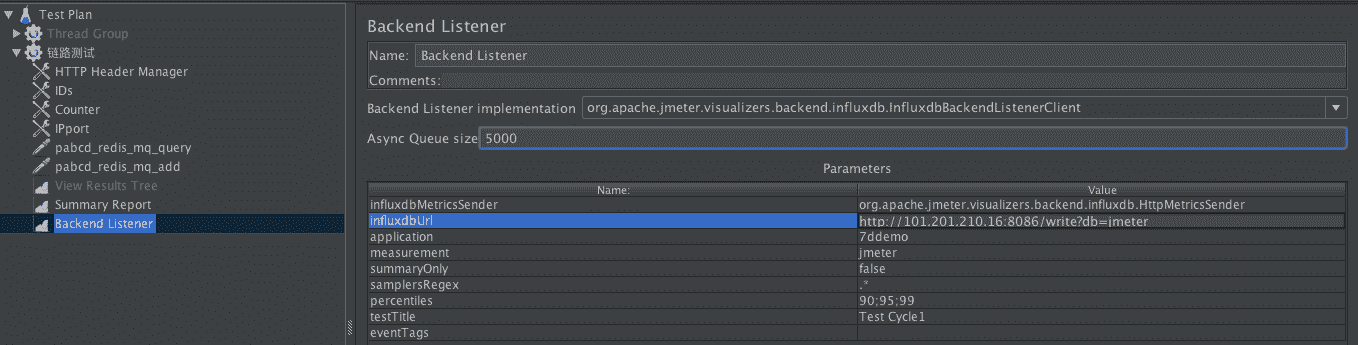 Test Plan
Thread Group
链路测试
HTTP Header Manager
IDs
Counter
IPport
pabcd_redis_mq_query
pabcd_redis_mq_add
View Results Tree
Summary Report
Backend Listener
Backend Listener
Name: Backend Listener
Comments:
Backend Listener implementation org.apache.jmeter.visualizers.backend.influxdb.InfluxdbBackendListenerClient
Async Queue size 5000
Parameters
Name: Value
influxdbMetricsSender org.apache.jmeter.visualizers.backend.influxdb.HttpMetricsSender
influxdbUrl http://101.201.210.16:8086/write?db=jmeter
application 7ddemo
measurement jmeter
summaryOnly false
samplersRegex .*
percentiles 90;95;99
testTitle Test Cycle1
eventTags